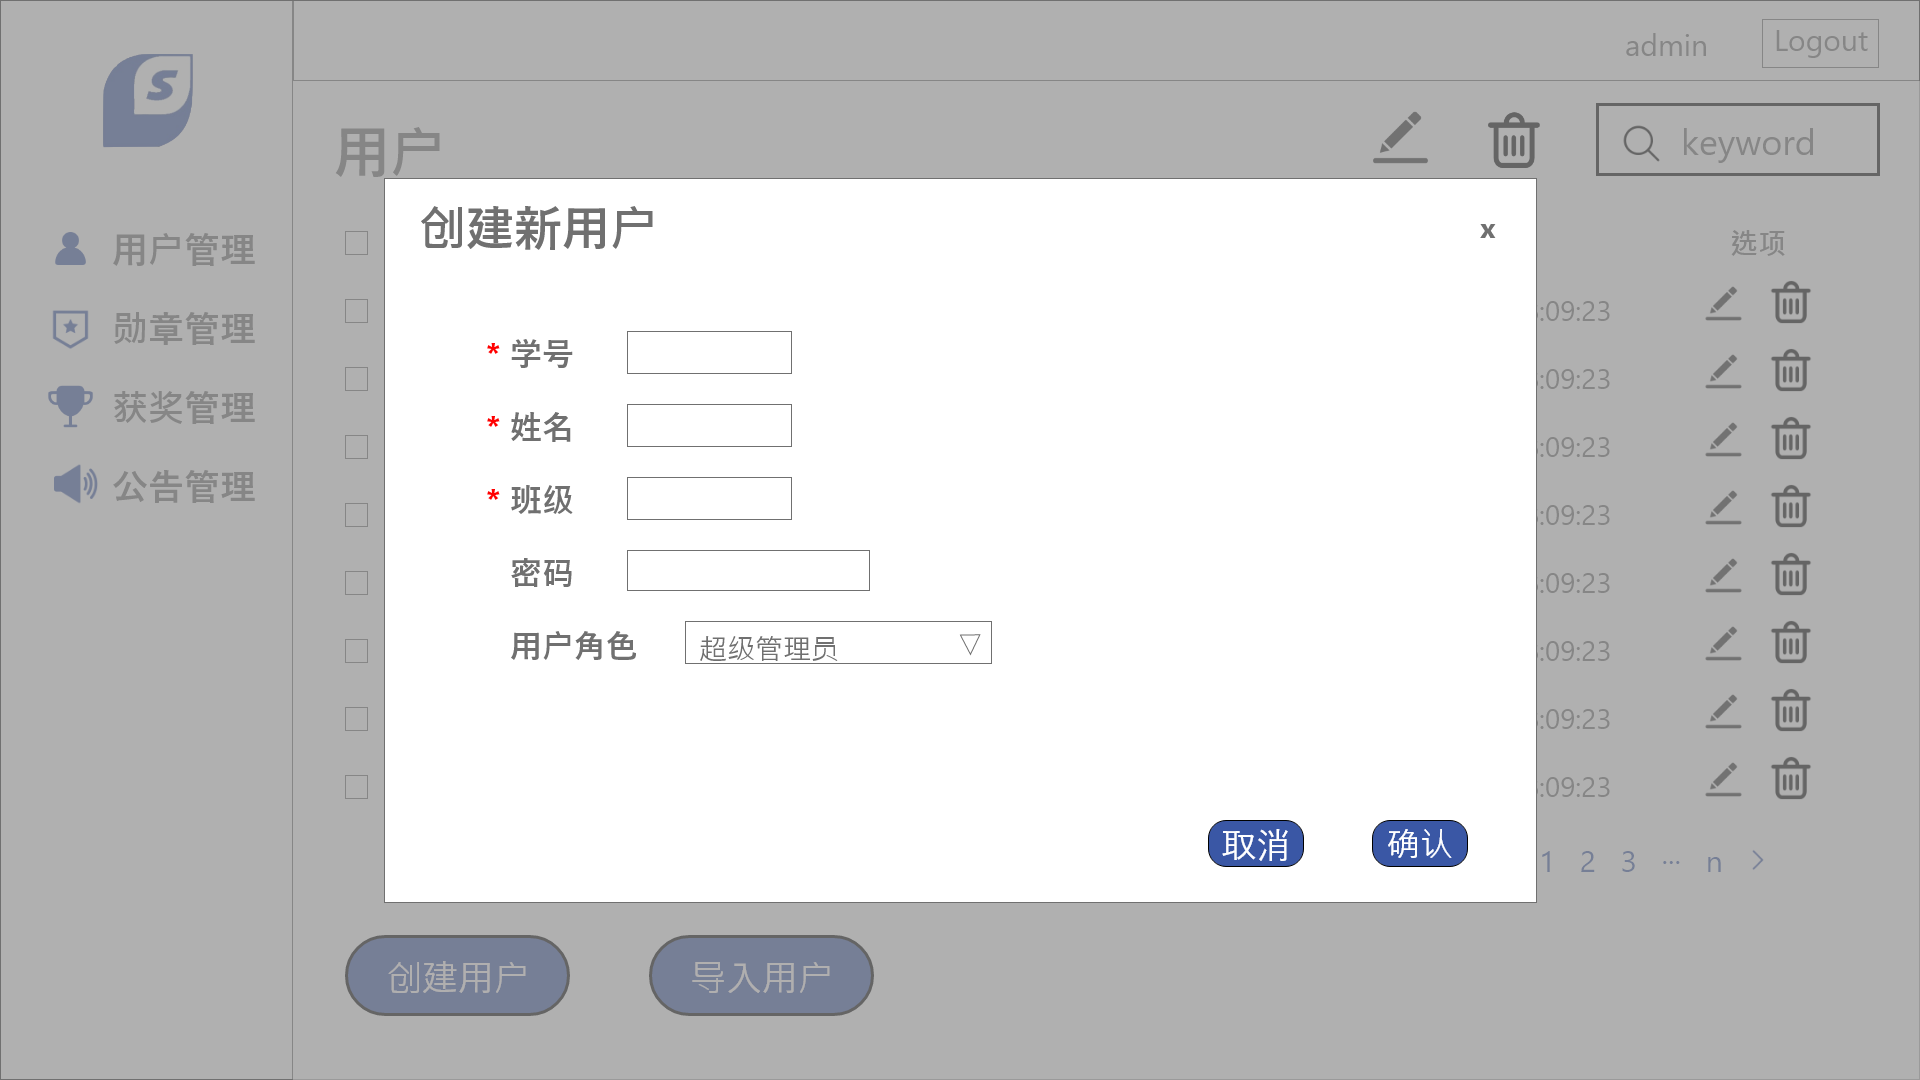 S
admin
Logout
用户
keyword
用户管理
勋章管理
获奖管理
公告管理
选项
:09:23
:09:23
:09:23
:09:23
:09:23
:09:23
:09:23
:09:23
创建新用户
x
* 学号
* 姓名
* 班级
密码
用户角色
超级管理员 ▽
取消
确认
1 2 3 ··· n >
创建用户
导入用户